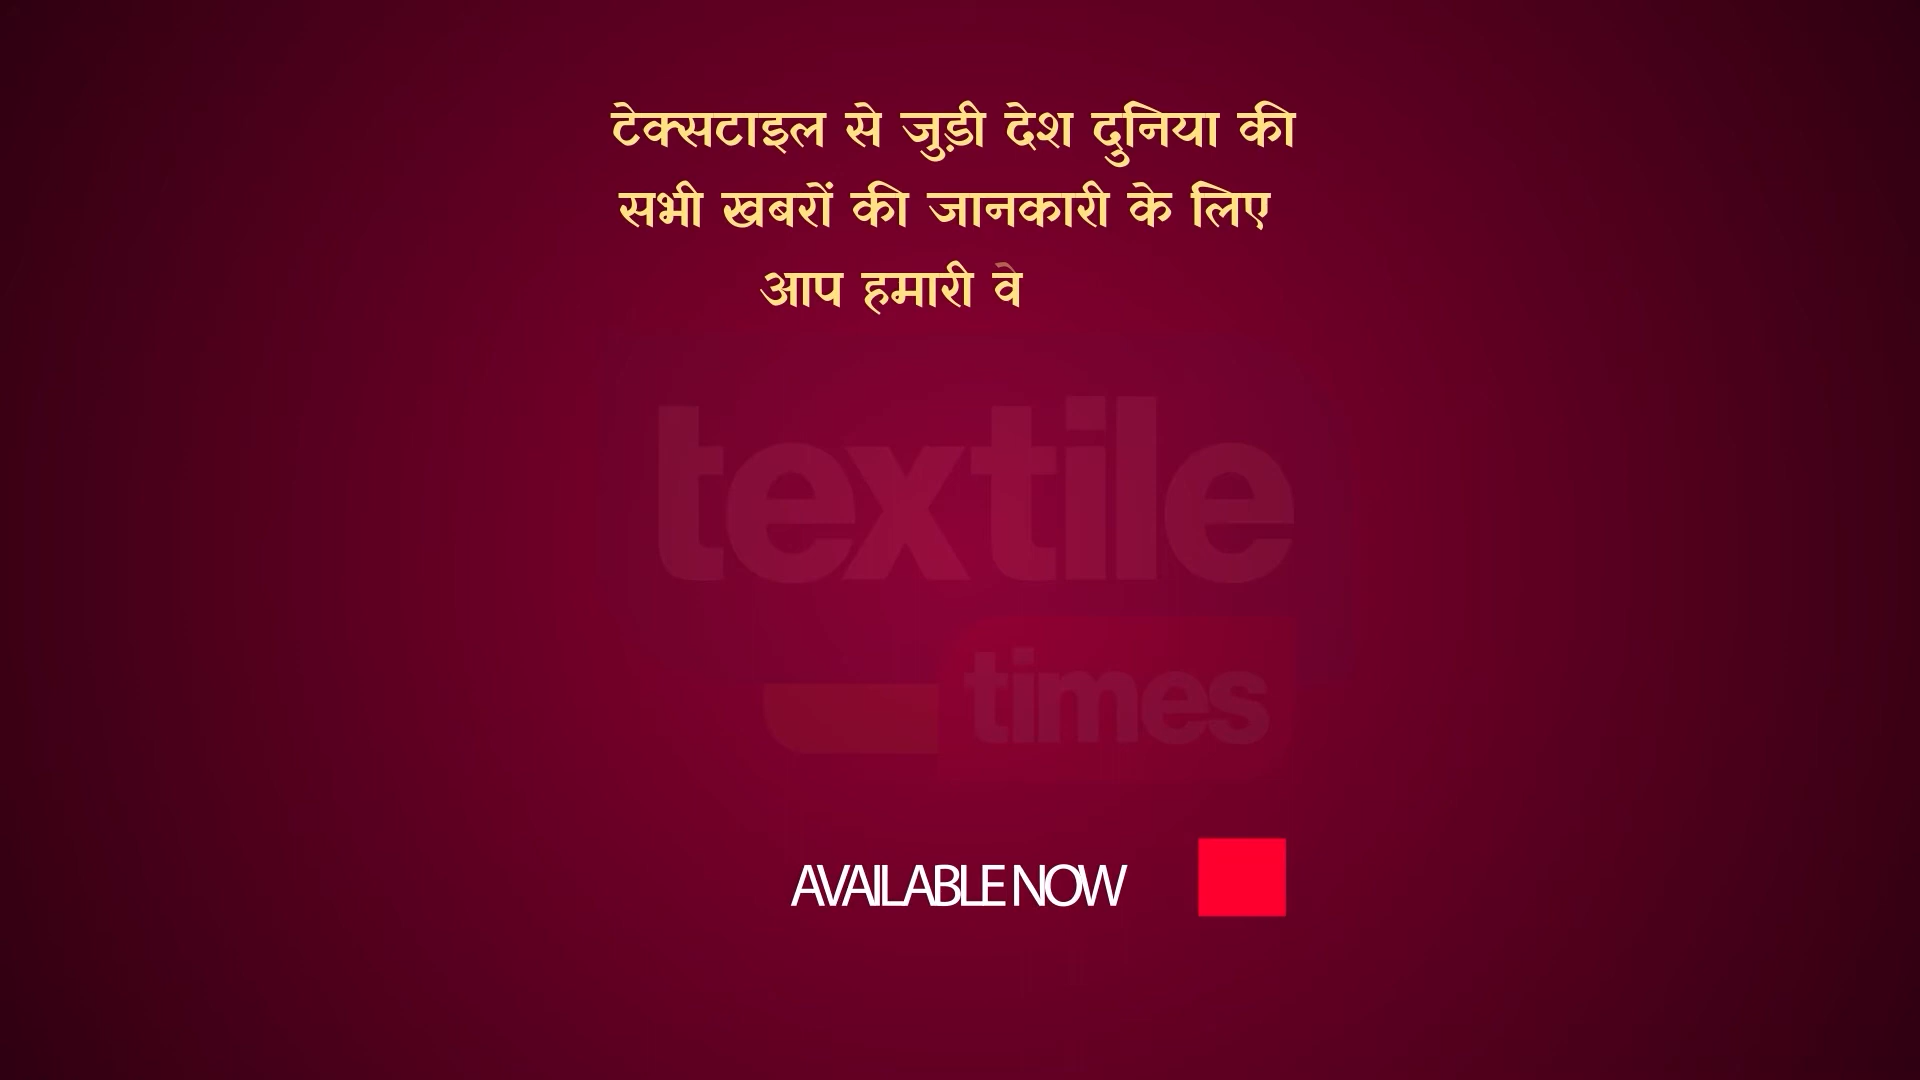 टेक्सटाइल से जुड़ी देश दुनिया की
सभी खबरों की जानकारी के लिए
आप हमारी वे
textile
times
AVAILABLE NOW